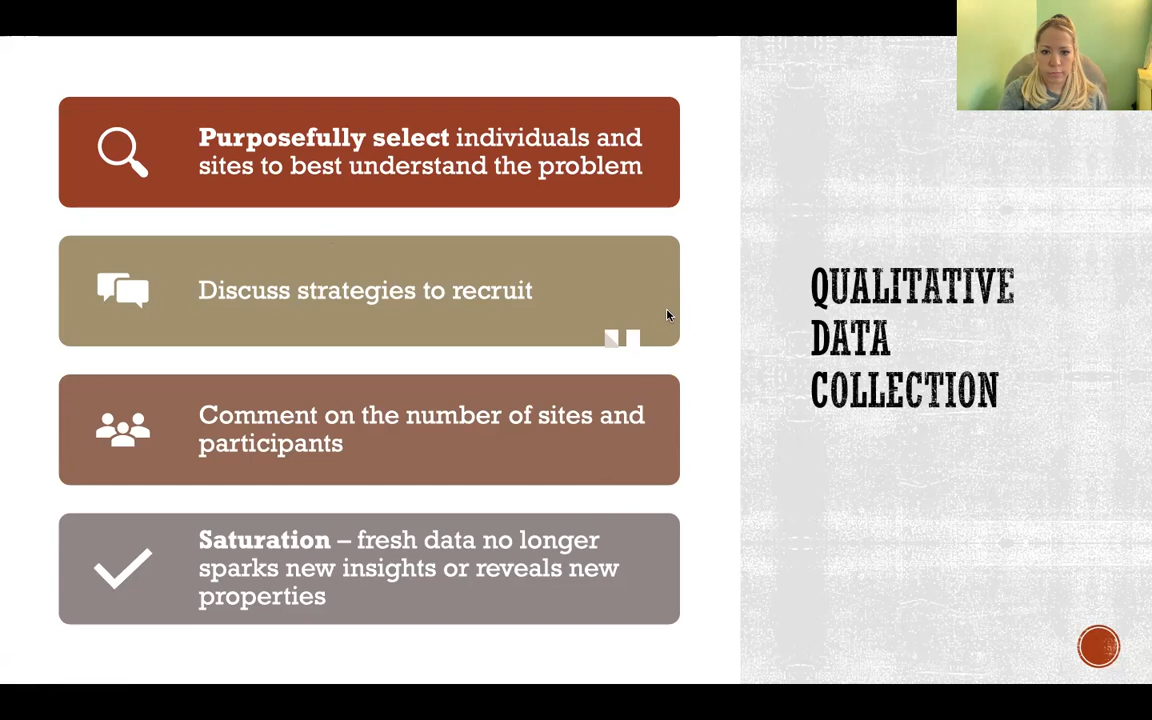 Purposefully select individuals and
sites to best understand the problem
Discuss strategies to recruit
Comment on the number of sites and
participants
Saturation – fresh data no longer
sparks new insights or reveals new
properties
QUALITATIVE
DATA
COLLECTION